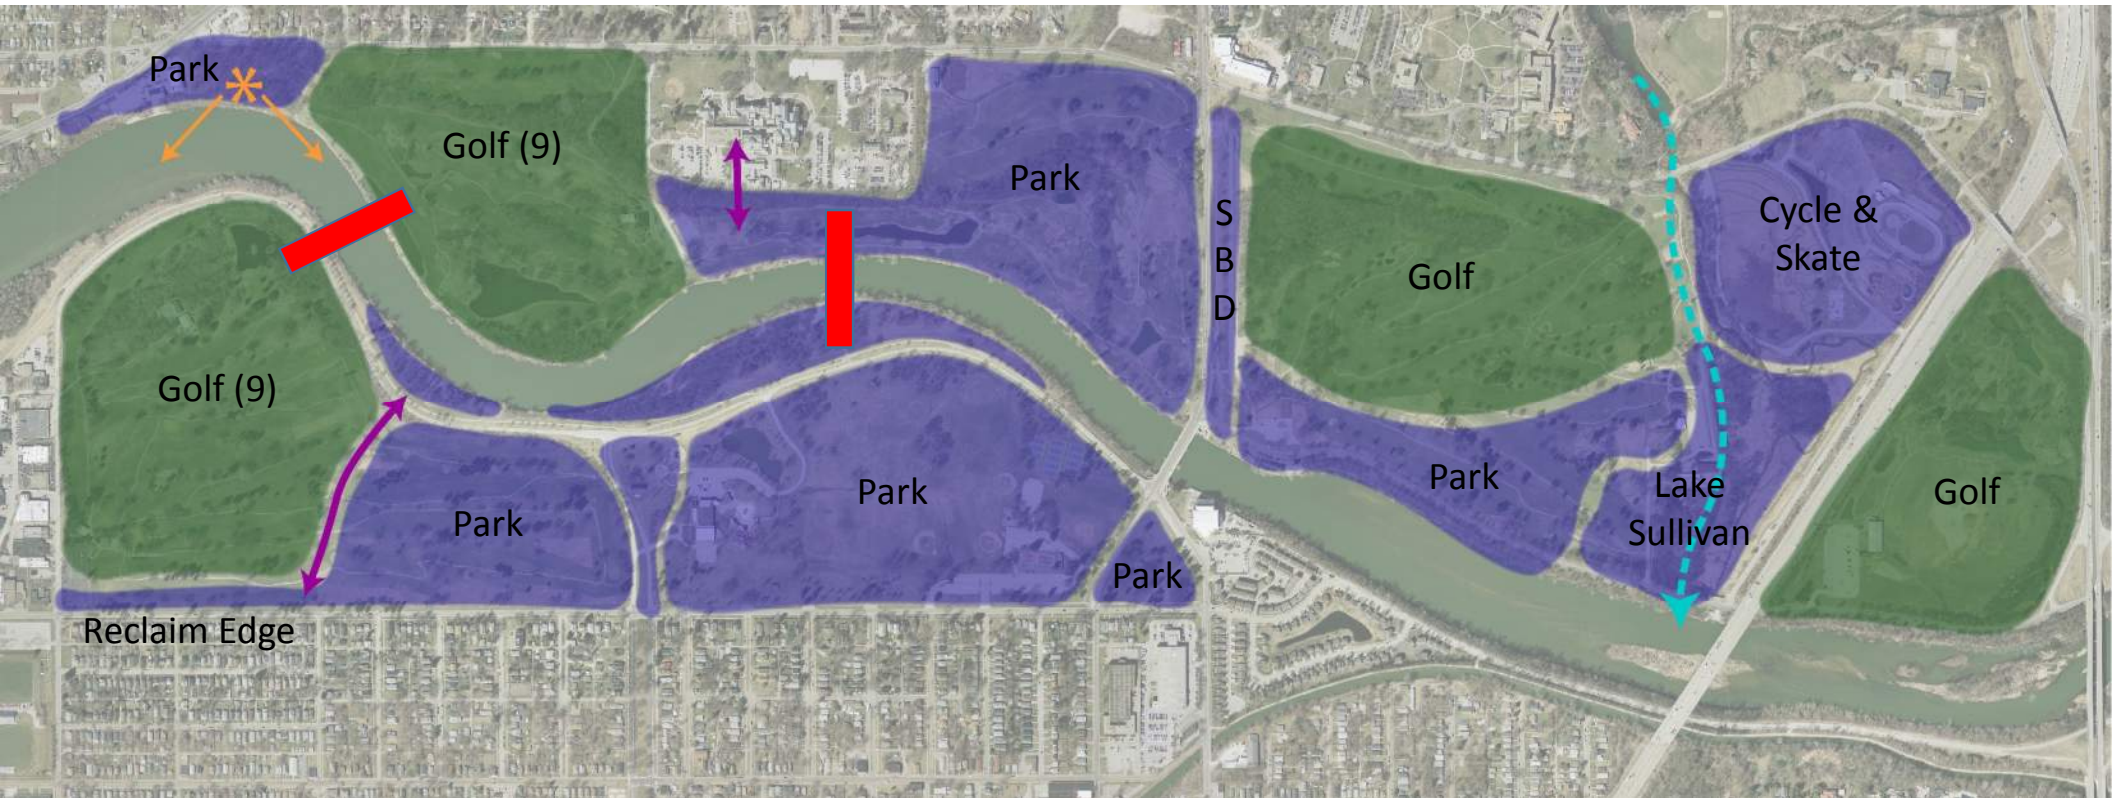 Park
Golf (9)
Park
S
B
D
Golf
Cycle &
Skate
Golf (9)
Park
Park
Park
Park
Lake
Sullivan
Golf
Reclaim Edge